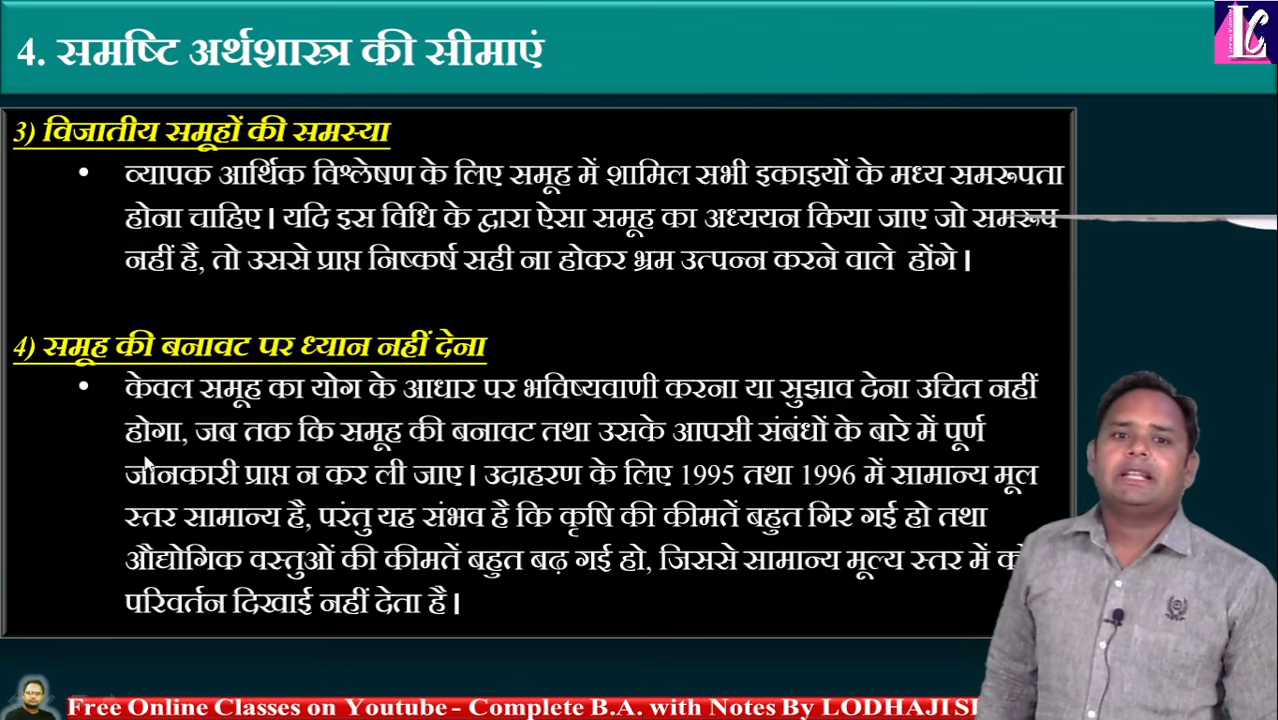 4. समष्टि अर्थशास्त्र की सीमाएं
LC
3) विजातीय समूहों की समस्या
• व्यापक आर्थिक विश्लेषण के लिए समूह में शामिल सभी इकाइयों के मध्य समरूपता
होना चाहिए। यदि इस विधि के द्वारा ऐसा समूह का अध्ययन किया जाए जो समरूप
नहीं है, तो उससे प्राप्त निष्कर्ष सही ना होकर भ्रम उत्पन्न करने वाले होंगे।
4) समूह की बनावट पर ध्यान नहीं देना
• केवल समूह का योग के आधार पर भविष्यवाणी करना या सुझाव देना उचित नहीं
होगा, जब तक कि समूह की बनावट तथा उसके आपसी संबंधों के बारे में पूर्ण
जानकारी प्राप्त न कर ली जाए। उदाहरण के लिए 1995 तथा 1996 में सामान्य मूल
स्तर सामान्य है, परंतु यह संभव है कि कृषि की कीमतें बहुत गिर गई हो तथा
औद्योगिक वस्तुओं की कीमतें बहुत बढ़ गई हो, जिससे सामान्य मूल्य स्तर में
परिवर्तन दिखाई नहीं देता है।
Free Online Classes on Youtube - Complete B.A. with Notes By LODHAJI